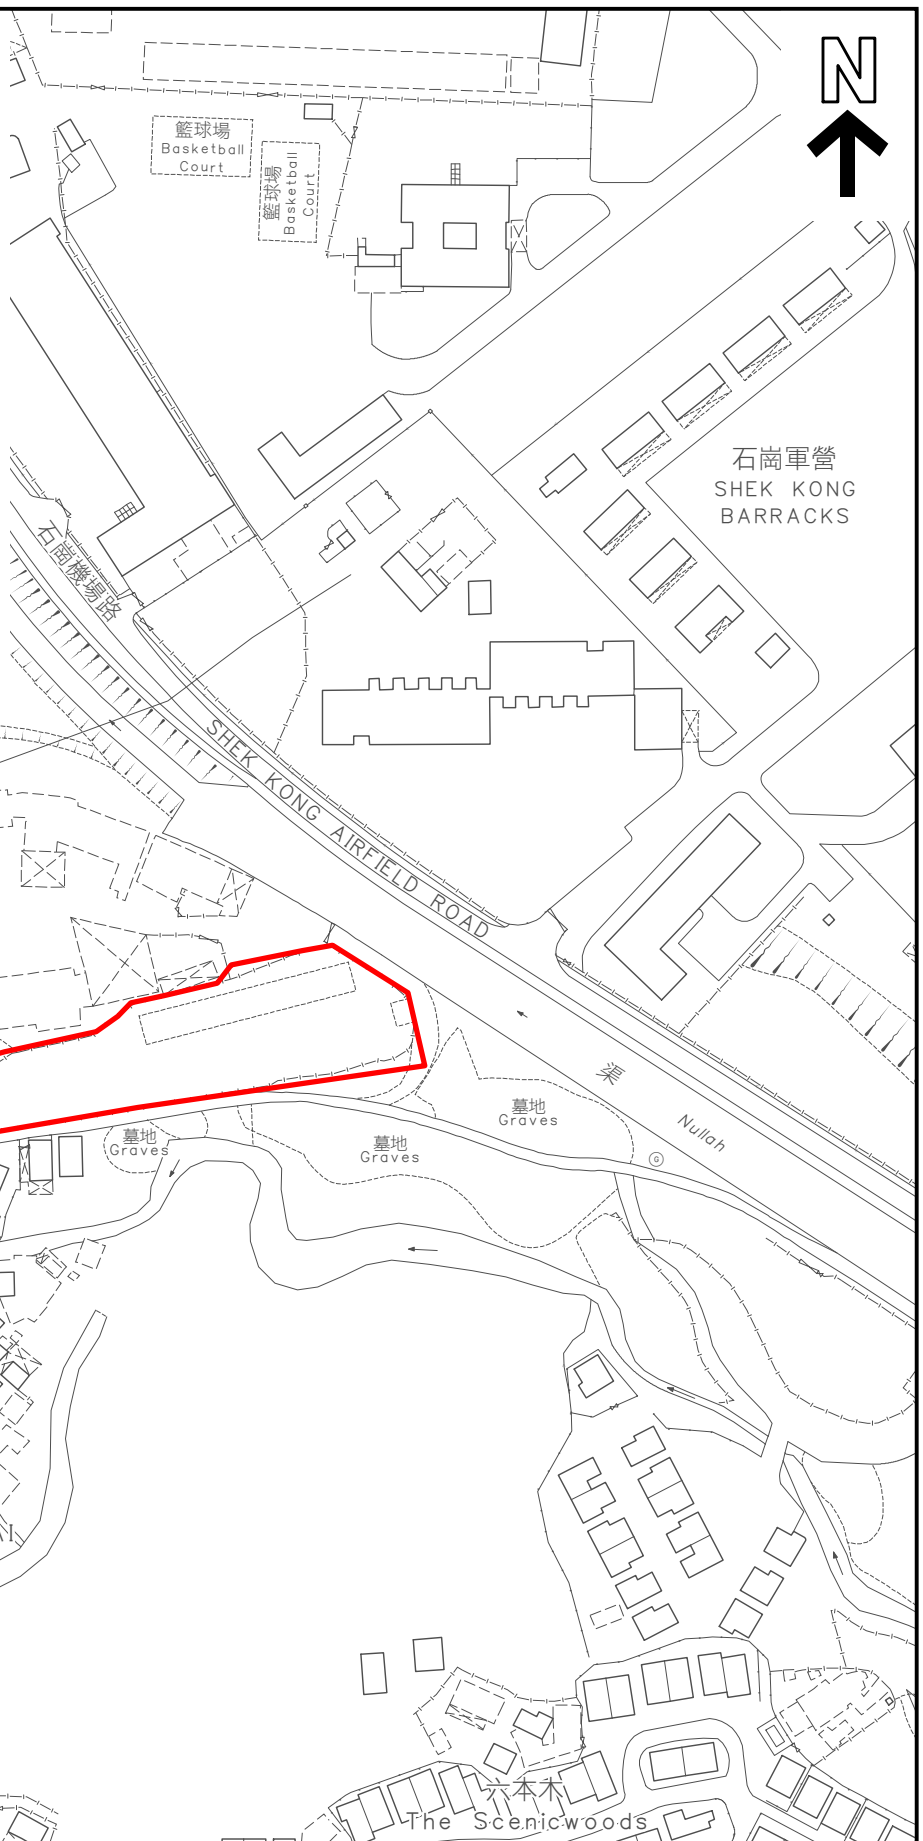 N
籃球場
Basketball
Court
籃球場
Basketball
Court
石崗軍營
SHEK KONG
BARRACKS
石崗機場路
SHEK KONG AIRFIELD ROAD
渠
Nullah
墓地
Graves
墓地
Graves
墓地
Graves
G
六本木
The Scenicwoods